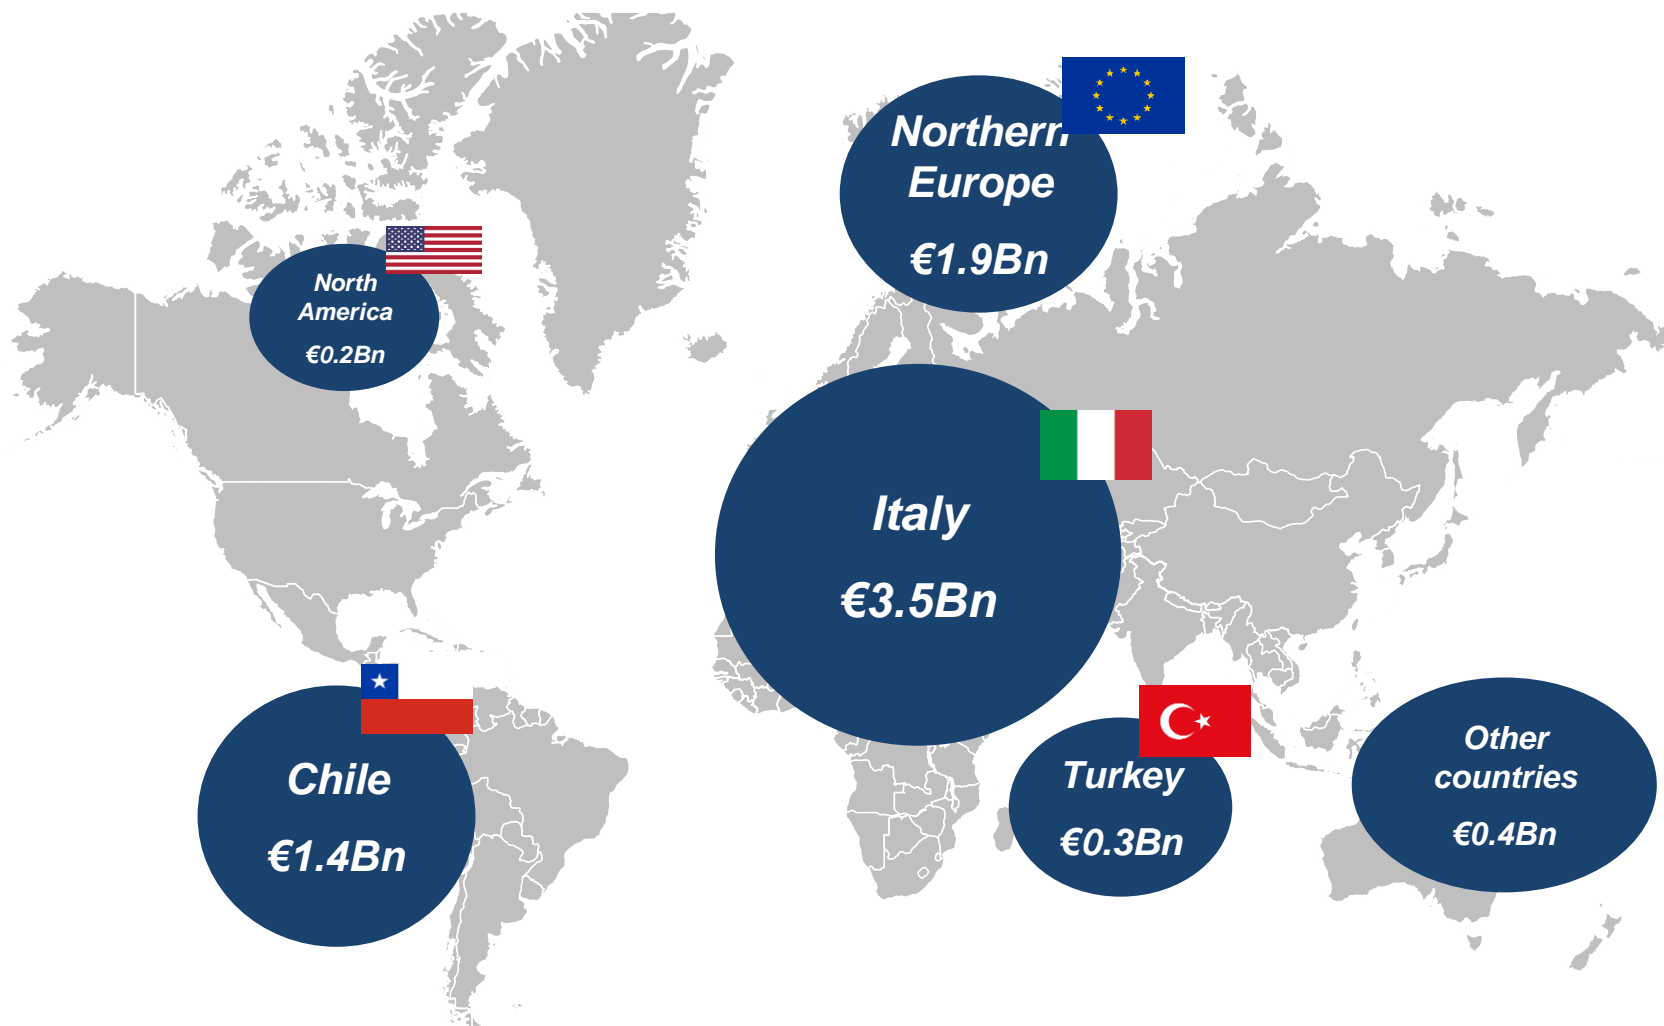 Northern
Europe
€1.9Bn
North
America
€0.2Bn
Italy
€3.5Bn
Chile
€1.4Bn
Turkey
€0.3Bn
Other
countries
€0.4Bn